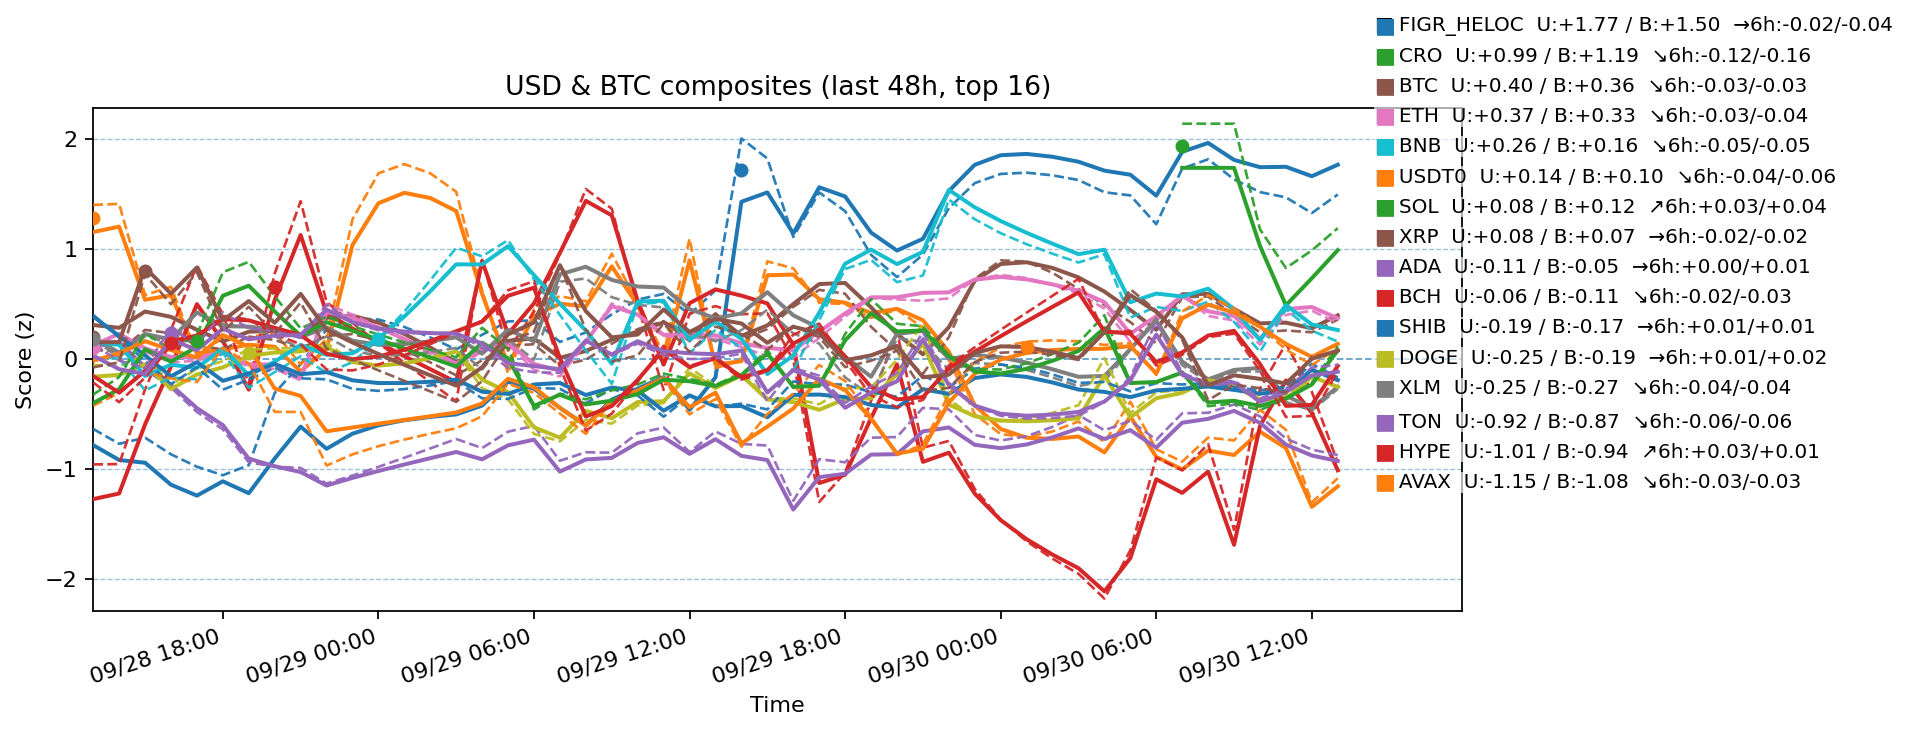 USD & BTC composites (last 48h, top 16)
FIGR_HELOC U:+1.77 / B:+1.50 →6h:-0.02/-0.04
CRO U:+0.99 / B:+1.19 ↘6h:-0.12/-0.16
BTC U:+0.40 / B:+0.36 ↘6h:-0.03/-0.03
ETH U:+0.37 / B:+0.33 ↘6h:-0.03/-0.04
BNB U:+0.26 / B:+0.16 ↘6h:-0.05/-0.05
USDT0 U:+0.14 / B:+0.10 ↘6h:-0.04/-0.06
SOL U:+0.08 / B:+0.12 ↗6h:+0.03/+0.04
XRP U:+0.08 / B:+0.07 →6h:-0.02/-0.02
ADA U:-0.11 / B:-0.05 →6h:+0.00/+0.01
BCH U:-0.06 / B:-0.11 ↘6h:-0.02/-0.03
SHIB U:-0.19 / B:-0.17 →6h:+0.01/+0.01
DOGE U:-0.25 / B:-0.19 →6h:+0.01/+0.02
XLM U:-0.25 / B:-0.27 ↘6h:-0.04/-0.04
TON U:-0.92 / B:-0.87 ↘6h:-0.06/-0.06
HYPE U:-1.01 / B:-0.94 ↗6h:+0.03/+0.01
AVAX U:-1.15 / B:-1.08 ↘6h:-0.03/-0.03
Score (z)
2
1
0
−1
−2
09/28 18:00
09/29 00:00
09/29 06:00
09/29 12:00
09/29 18:00
09/30 00:00
09/30 06:00
09/30 12:00
Time